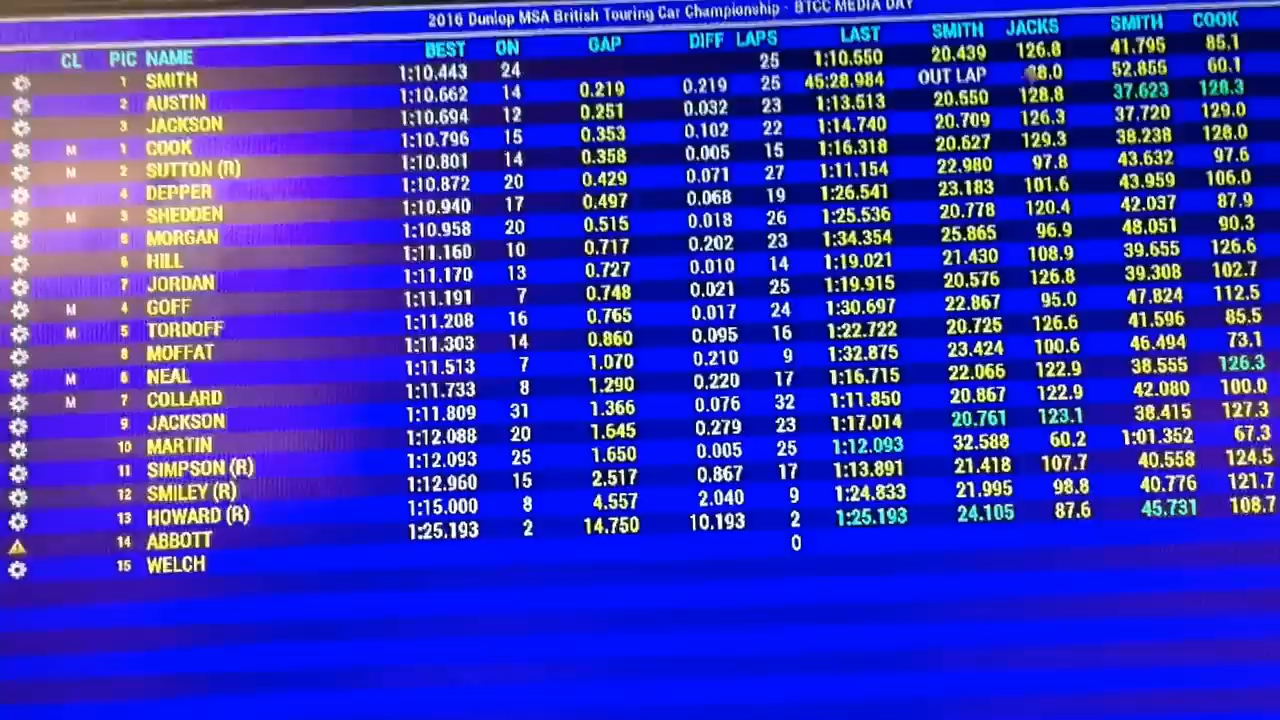 2016 Dunlop MSA British Touring Car Championship - BTCC MEDIA DAY
CL PIC NAME BEST ON GAP DIFF LAPS LAST SMITH JACKS SMITH COOK
1 SMITH 1:10.443 24 25 1:10.550 20.439 126.8 41.795 85.1
2 AUSTIN 1:10.662 14 0.219 0.219 25 45:28.984 OUT LAP 52.855 60.1
3 JACKSON 1:10.694 12 0.251 0.032 23 1:13.513 20.550 128.8 37.623 128.3
M 1 COOK 1:10.796 15 0.353 0.102 22 1:14.740 20.709 126.3 37.720 129.0
M 2 SUTTON (R) 1:10.801 14 0.358 0.005 15 1:16.318 20.627 129.3 38.238 128.0
4 DEPPER 1:10.872 20 0.429 0.071 27 1:11.154 22.980 97.8 43.632 97.6
M 3 SHEDDEN 1:10.940 17 0.497 0.068 19 1:26.541 23.183 101.6 43.959 106.0
5 MORGAN 1:10.958 20 0.515 0.018 26 1:25.536 20.778 120.4 42.037 87.9
6 HILL 1:11.160 10 0.717 0.202 23 1:34.354 25.865 96.9 48.051 90.3
7 JORDAN 1:11.170 13 0.727 0.010 14 1:19.021 21.430 108.9 39.655 126.6
M 4 GOFF 1:11.191 7 0.748 0.021 25 1:19.915 20.576 126.8 39.308 102.7
M 5 TORDOFF 1:11.208 16 0.765 0.017 24 1:30.697 22.867 95.0 47.824 112.5
8 MOFFAT 1:11.303 14 0.860 0.095 16 1:22.722 20.725 126.6 41.596 85.5
M 6 NEAL 1:11.513 7 1.070 0.210 9 1:32.875 23.424 100.6 46.494 73.1
M 7 COLLARD 1:11.733 8 1.290 0.220 17 1:16.715 22.066 122.9 38.555 126.3
9 JACKSON 1:11.809 31 1.366 0.076 32 1:11.850 20.867 122.9 42.080 100.0
10 MARTIN 1:12.088 20 1.645 0.279 23 1:17.014 20.761 123.1 38.415 127.3
11 SIMPSON (R) 1:12.093 25 1.650 0.005 25 1:12.093 32.588 60.2 1:01.352 67.3
12 SMILEY (R) 1:12.960 15 2.517 0.867 17 1:13.891 21.418 107.7 40.558 124.5
13 HOWARD (R) 1:15.000 8 4.557 2.040 9 1:24.833 21.995 98.8 40.776 121.7
14 ABBOTT 1:25.193 2 14.750 10.193 2 1:25.193 24.105 87.6 45.731 108.7
15 WELCH 0